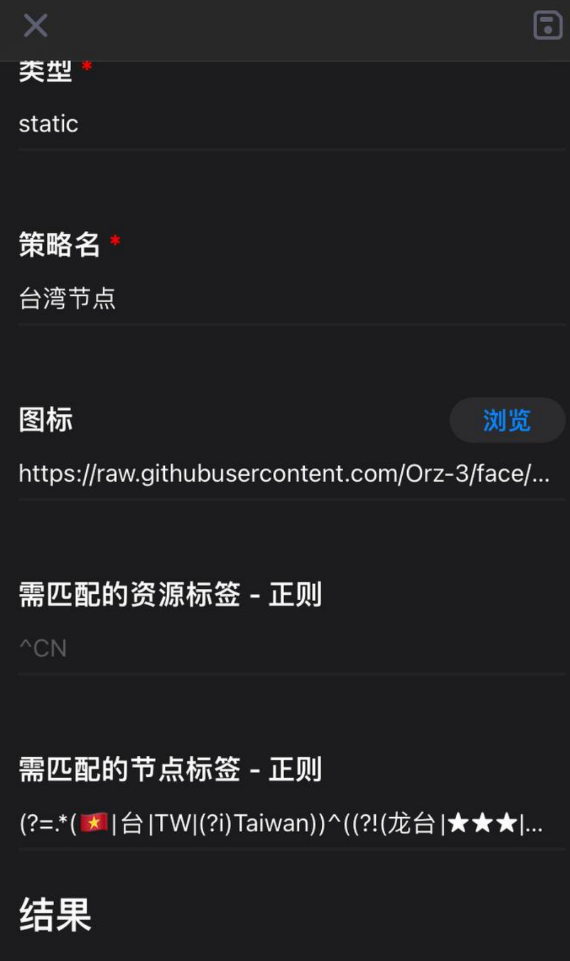 类型 *
static
策略名 *
台湾节点
图标
浏览
https://raw.githubusercontent.com/Orz-3/face/...
需匹配的资源标签 - 正则
^CN
需匹配的节点标签 - 正则
(?=.*(🇻🇳|台|TW|(?i)Taiwan))^((?!(龙台|★★★|...
结果